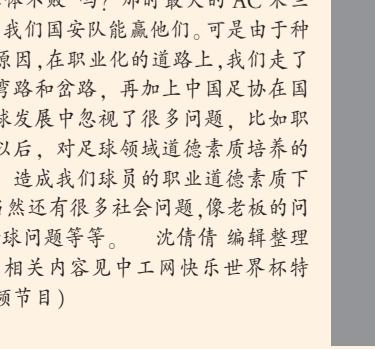 体不败”吗?那时最大的 AC 米兰
我们国安队能赢他们。可是由于种
原因,在职业化的道路上,我们走了
弯路和岔路,再加上中国足协在国
球发展中忽视了很多问题,比如职
以后,对足球领域道德素质培养的
造成我们球员的职业道德素质下
当然还有很多社会问题,像老板的问
球问题等等。 沈倩倩 编辑整理
相关内容见中工网快乐世界杯特
频节目)